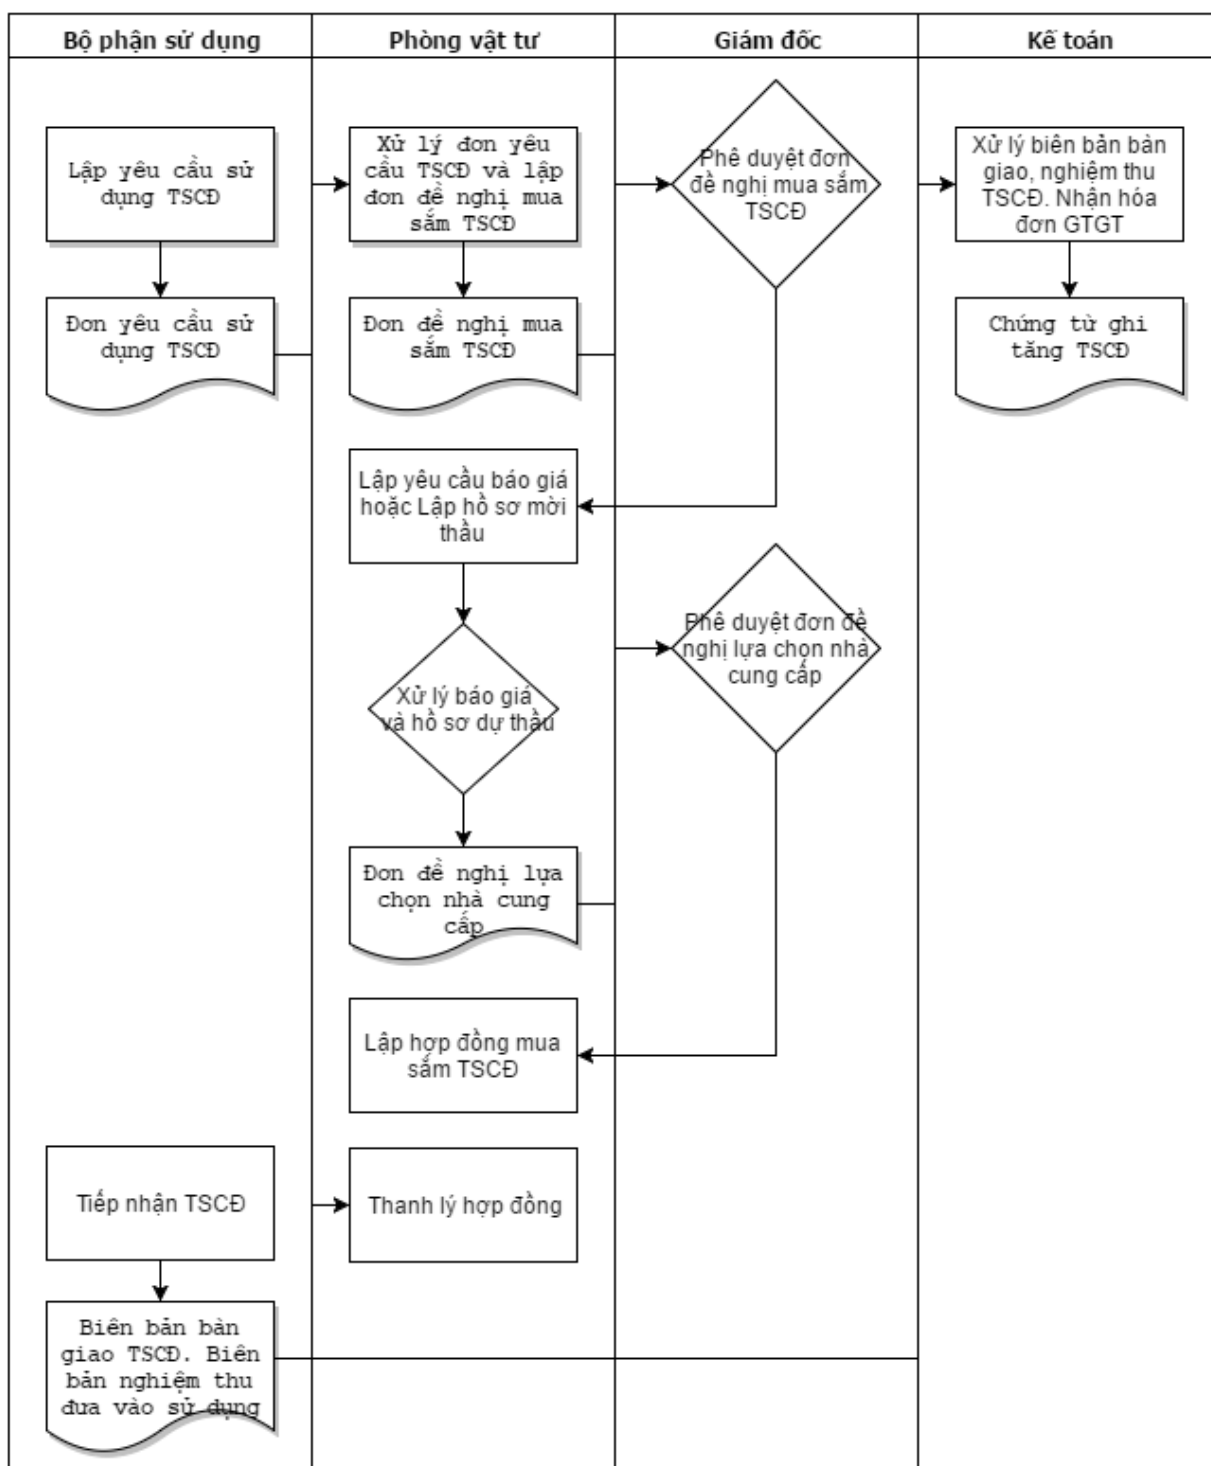 Bộ phận sử dụng
Phòng vật tư
Giám đốc
Kế toán
Lập yêu cầu sử
dụng TSCĐ
Xử lý đơn yêu
cầu TSCĐ và lập
đơn đề nghị mua
sắm TSCĐ
Phê duyệt đơn
đề nghị mua sắm
TSCĐ
Xử lý biên bản bàn
giao, nghiệm thu
TSCĐ. Nhận hóa
đơn GTGT
Đơn yêu cầu sử
dụng TSCĐ
Đơn đề nghị mua
sắm TSCĐ
Chứng từ ghi
tăng TSCĐ
Lập yêu cầu báo giá
hoặc Lập hồ sơ mời
thầu
Phê duyệt đơn đề
nghị lựa chọn nhà
cung cấp
Xử lý báo giá
và hồ sơ dự thầu
Đơn đề nghị lựa
chọn nhà cung
cấp
Lập hợp đồng mua
sắm TSCĐ
Tiếp nhận TSCĐ
Thanh lý hợp đồng
Biên bản bàn
giao TSCĐ. Biên
bản nghiệm thu
đưa vào sử dụng